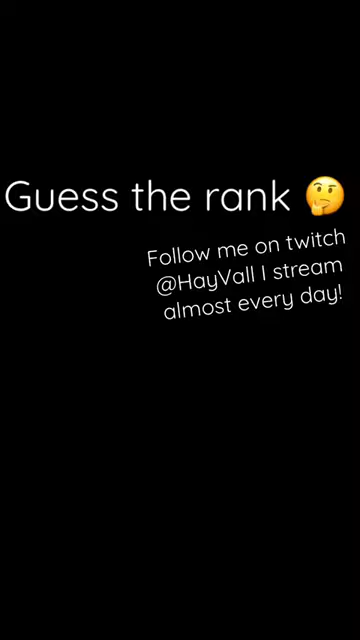 Guess the rank 🤔
Follow me on twitch
@HayVall I stream
almost every day!